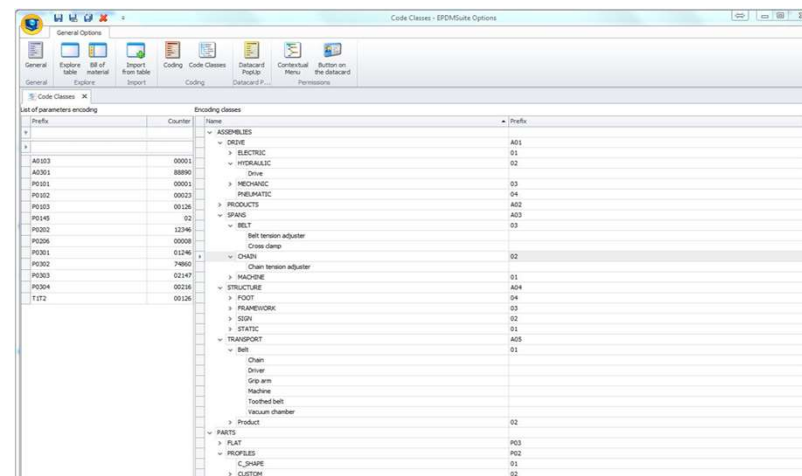 Code Classes - EPDMSuite Options
General Options
General
Explore table
Bill of material
Import from table
Coding
Code Classes
Datacard PopUp
Contextual Menu
Button on the datacard
General
Explore
Import
Coding
Datacard P...
Permissions
Code Classes
List of parameters encoding
Prefix Counter
A0103 00001
A0301 88890
P0101 00001
P0102 00023
P0103 00126
P0145 02
P0202 12346
P0206 00008
P0301 01246
P0302 74860
P0303 02147
P0304 00216
T1T2 00126
Encoding classes
Name Prefix
ASSEMBLIES
DRIVE A01
ELECTRIC 01
HYDRAULIC 02
Drive
MECHANIC 03
PNEUMATIC 04
PRODUCTS A02
SPANS A03
BELT 03
Belt tension adjuster
Cross clamp
CHAIN 02
Chain tension adjuster
MACHINE 01
STRUCTURE A04
FOOT 04
FRAMEWORK 03
SIGN 02
STATIC 01
TRANSPORT A05
Belt 01
Chain
Driver
Grip arm
Machine
Toothed belt
Vacuum chamber
Product 02
PARTS
FLAT P03
PROFILES P02
C_SHAPE 01
CUSTOM 02